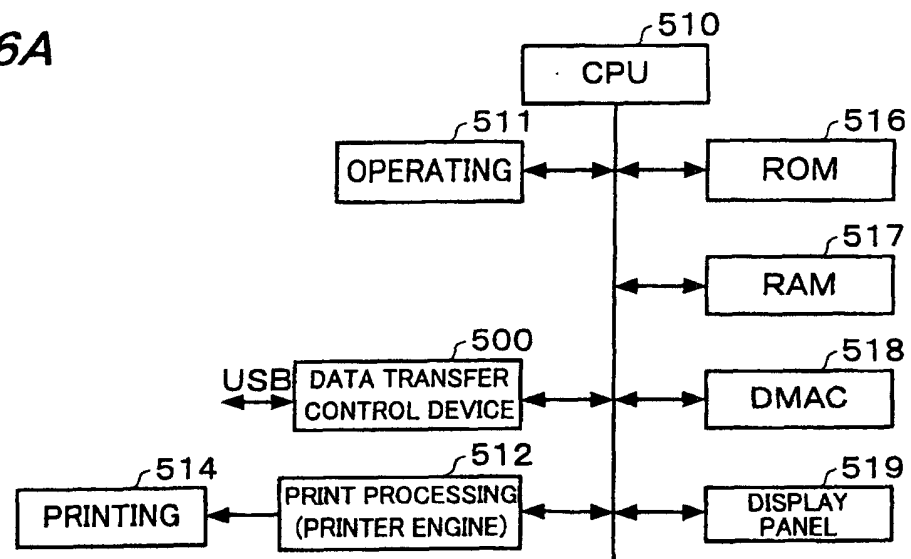 6A
510
CPU
511
OPERATING
516
ROM
517
RAM
500
USB
DATA TRANSFER
CONTROL DEVICE
518
DMAC
514
PRINTING
512
PRINT PROCESSING
(PRINTER ENGINE)
519
DISPLAY
PANEL